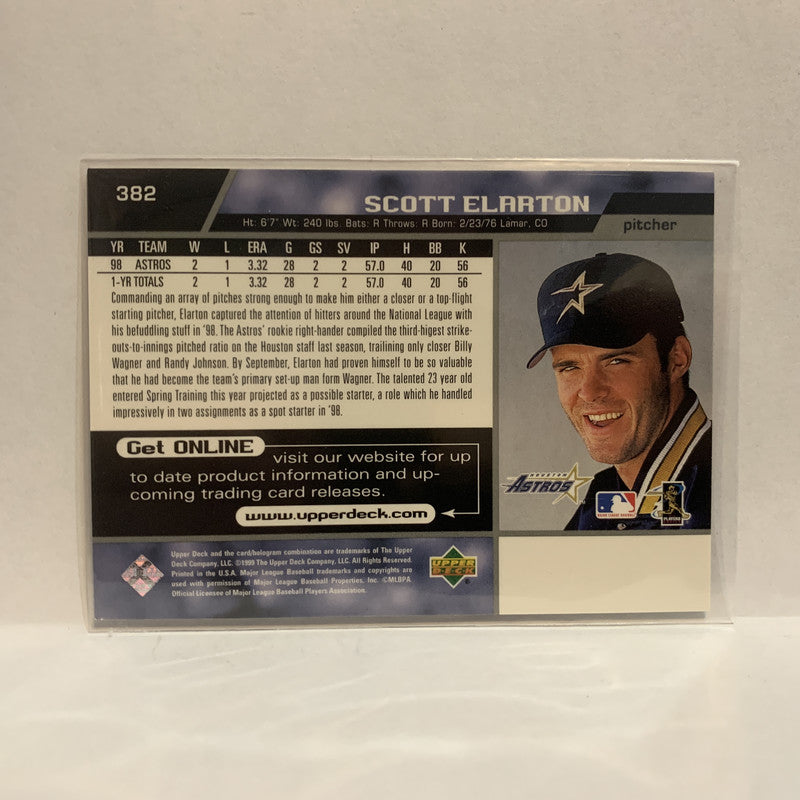 382
SCOTT ELARTON
Ht: 6'7" Wt: 240 lbs. Bats: R Throws: R Born: 2/23/76 Lamar, CO
pitcher
YR TEAM W L ERA G GS SV IP H BB K
98 ASTROS 2 1 3.32 28 2 2 57.0 40 20 56
1-YR TOTALS 2 1 3.32 28 2 2 57.0 40 20 56
Commanding an array of pitches strong enough to make him either a closer or a top-flight
starting pitcher, Elarton captured the attention of hitters around the National League with
his befuddling stuff in '98. The Astros' rookie right-hander compiled the third-higest strike-
outs-to-innings pitched ratio on the Houston staff last season, trailining only closer Billy
Wagner and Randy Johnson. By September, Elarton had proven himself to be so valuable
that he had become the team's primary set-up man form Wagner. The talented 23 year old
entered Spring Training this year projected as a possible starter, a role which he handled
impressively in two assignments as a spot starter in '98.
Get ONLINE
visit our website for up
to date product information and up-
coming trading card releases.
www.upperdeck.com
HOUSTON
ASTROS
PLAYERS
Upper Deck and the card/hologram combination are trademarks of The Upper
Deck Company, LLC. ©1999 The Upper Deck Company, LLC. All Rights Reserved.
Printed in the U.S.A. Major League Baseball trademarks and copyrights are
used with permission of Major League Baseball Properties, Inc. ©MLBPA
Official Licensee of Major League Baseball Players Association.
UPPER
DECK